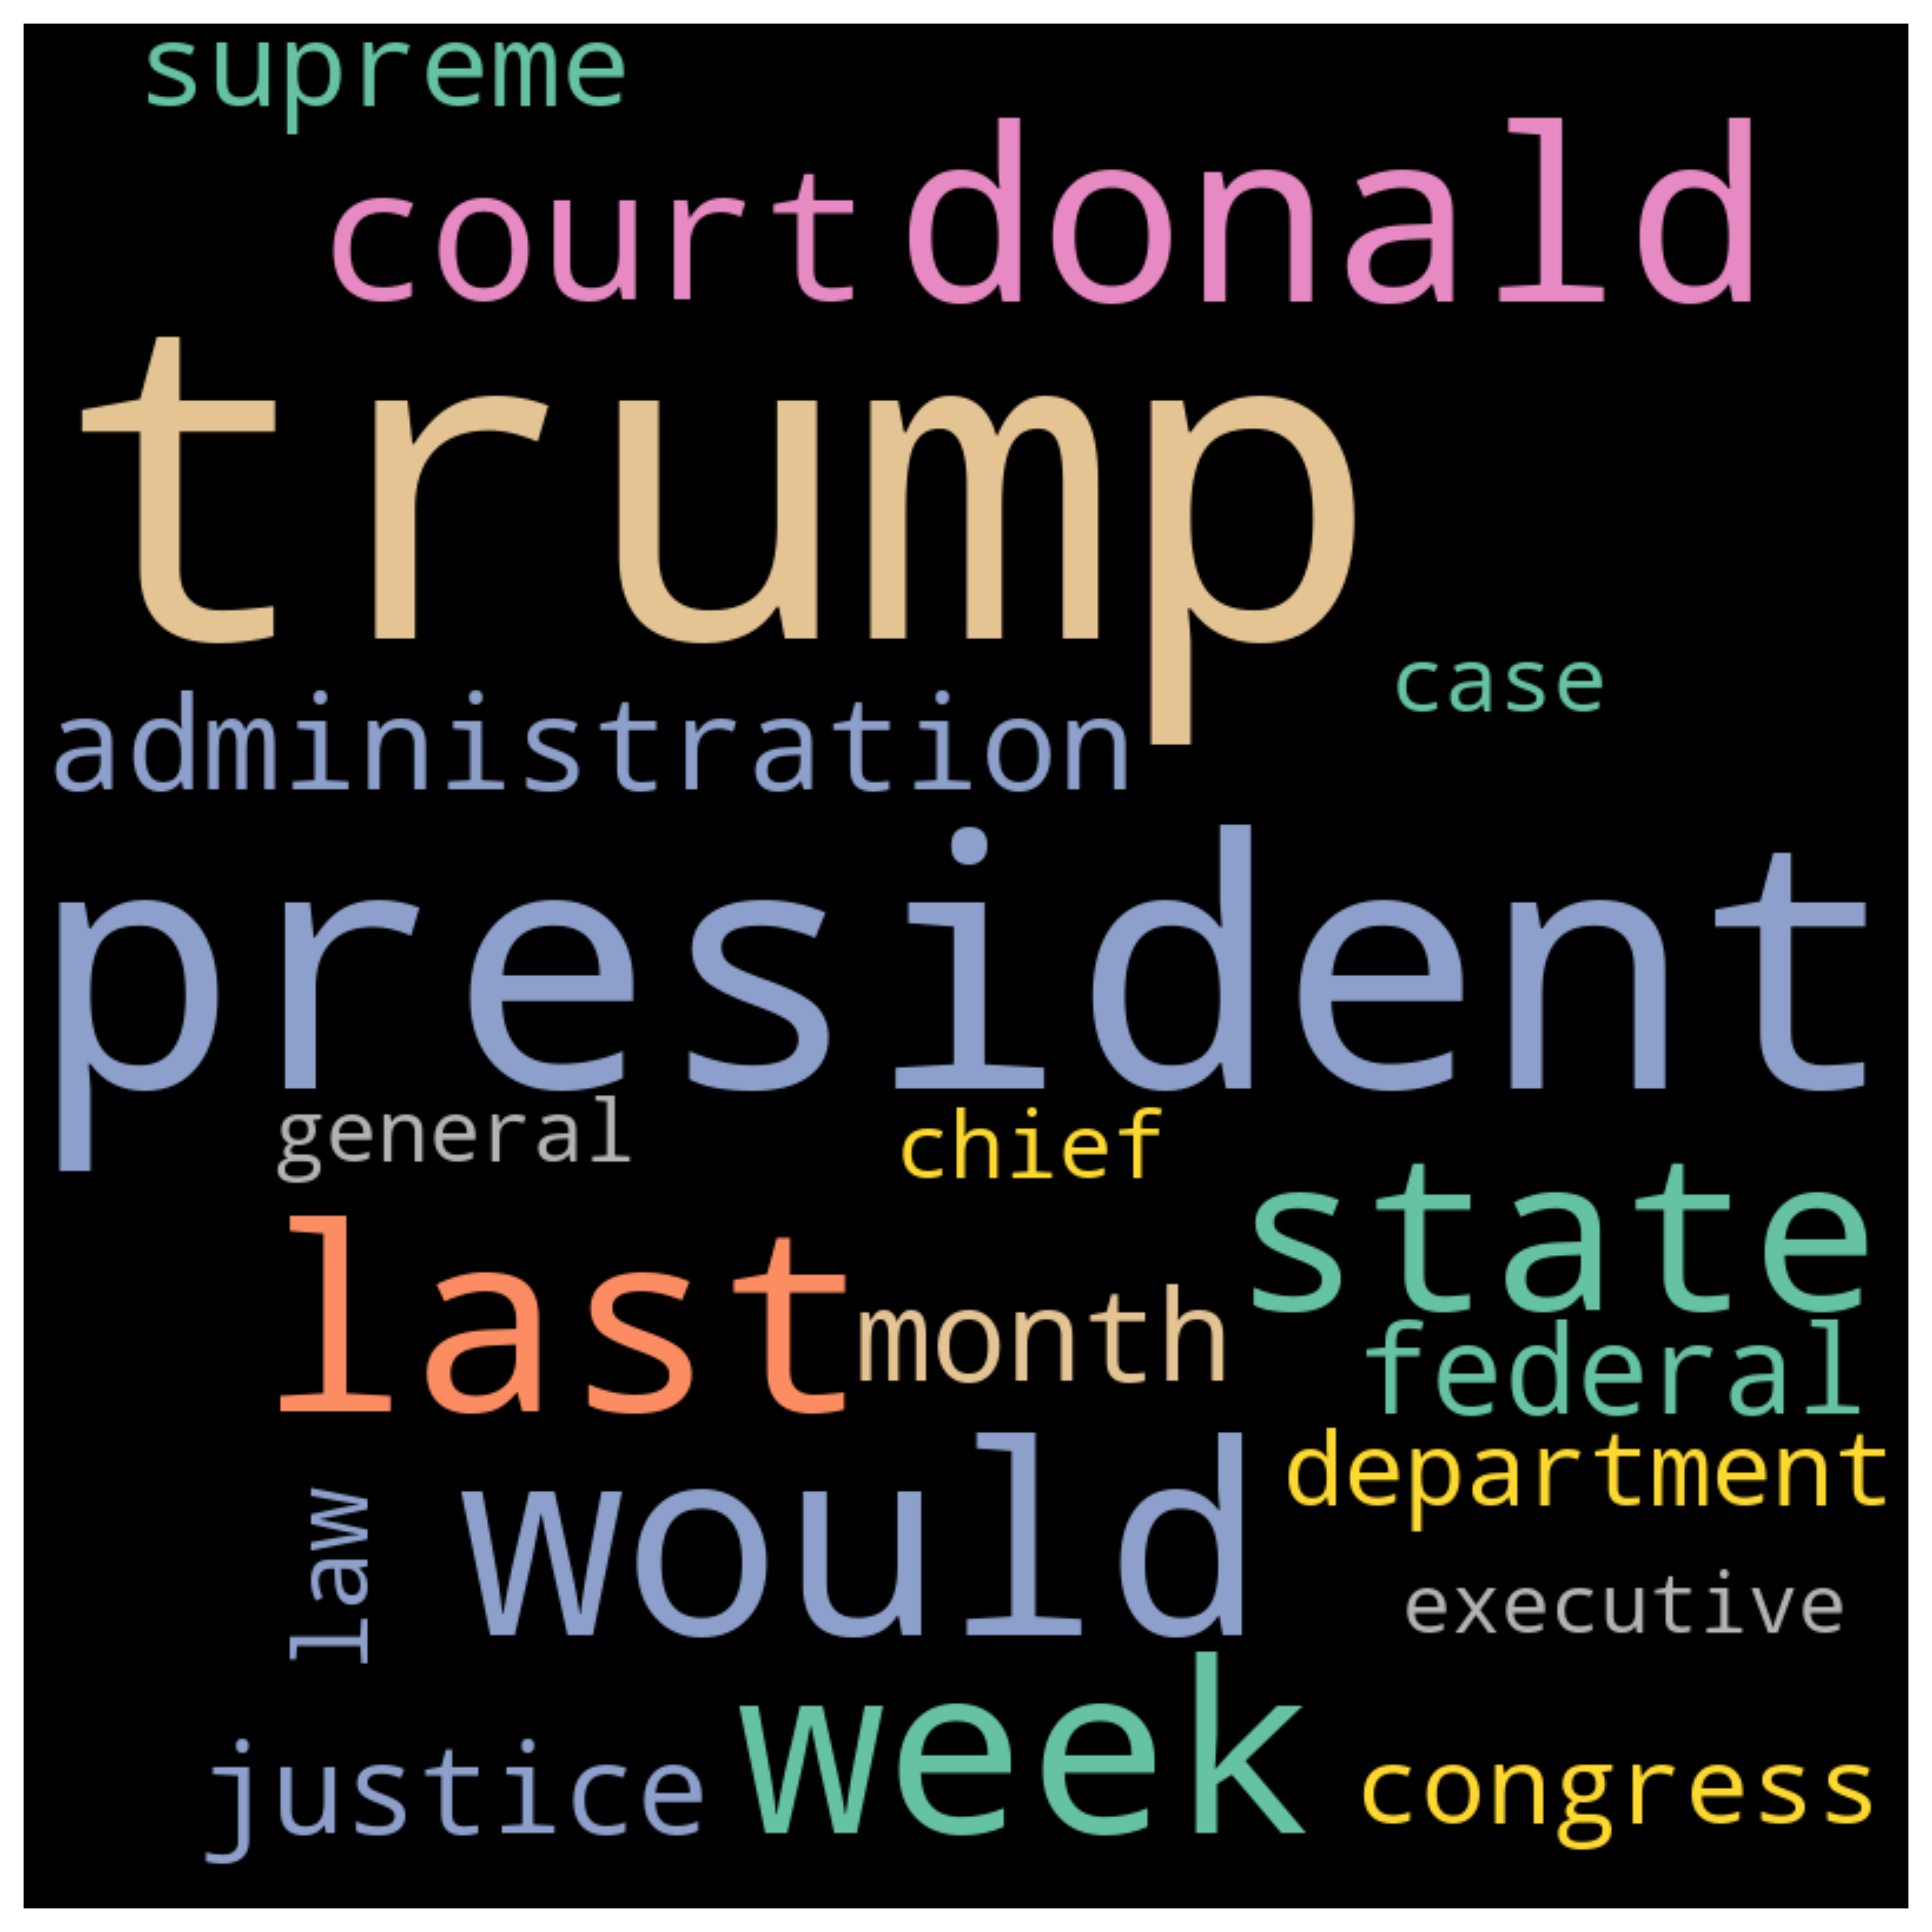 supreme
court donald
trump
case
administration
president
general chief
state
last month
federal
would
department
law
executive
week
justice congress